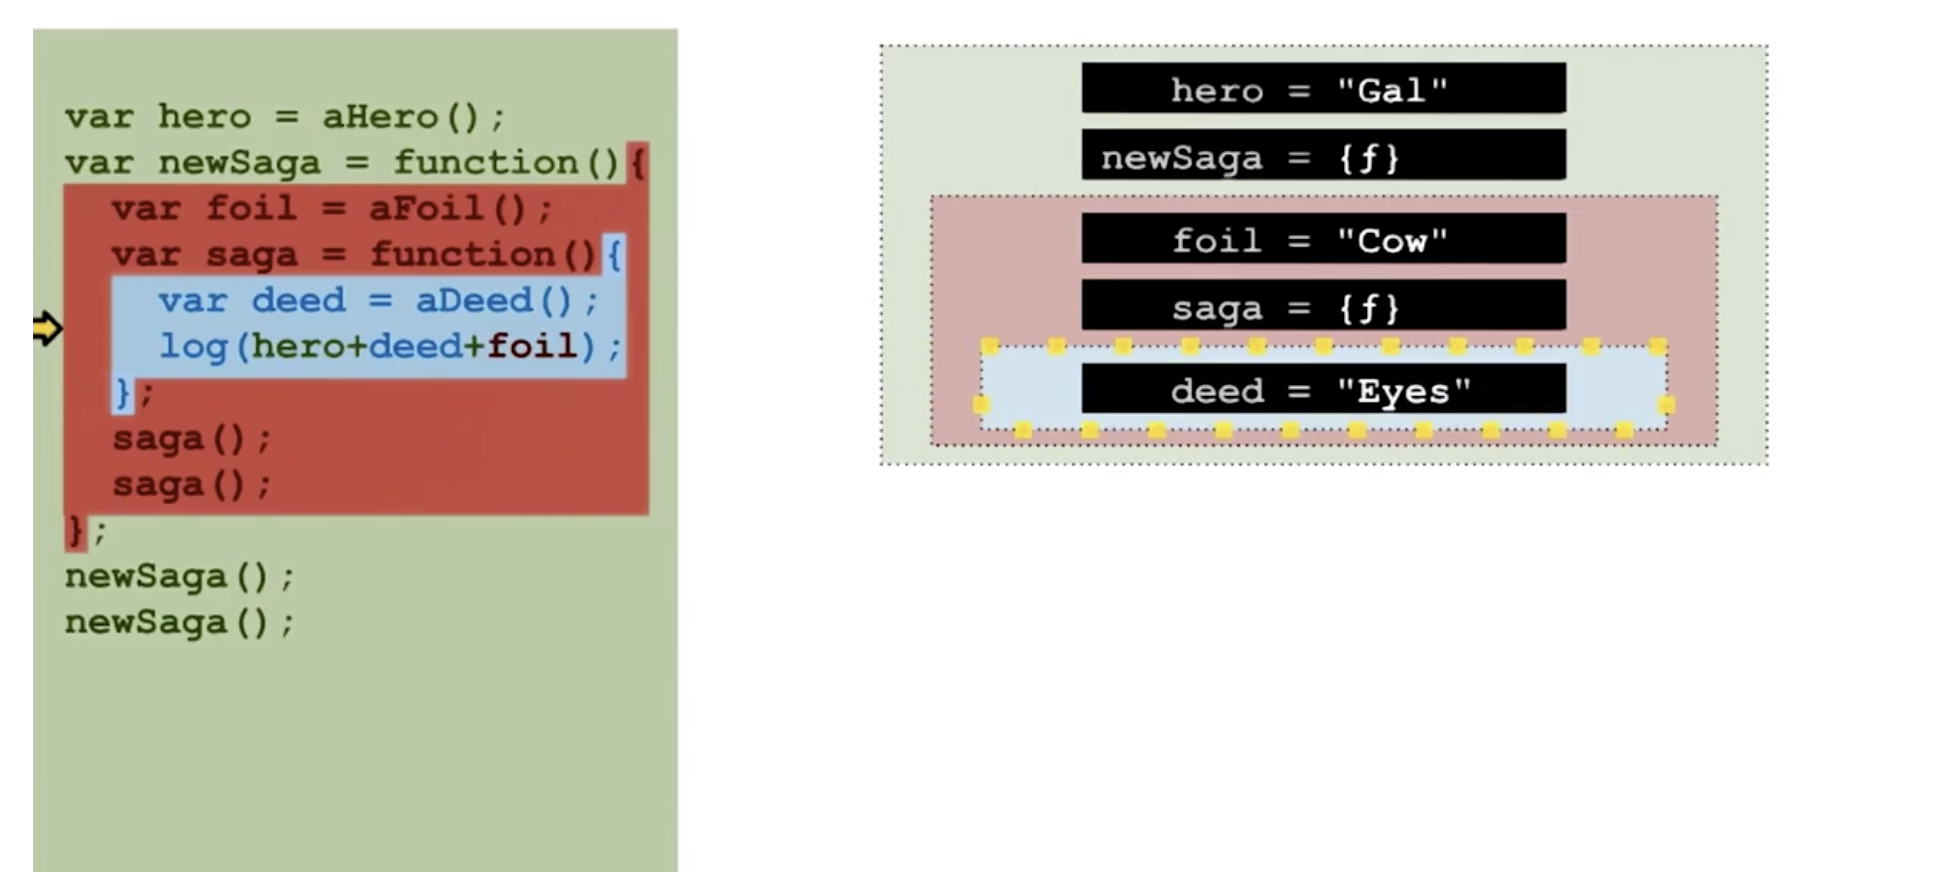 var hero = aHero();
var newSaga = function(){
var foil = aFoil();
var saga = function(){
var deed = aDeed();
log(hero+deed+foil);
};
saga();
saga();
};
newSaga();
newSaga();
hero = "Gal"
newSaga = {ƒ}
foil = "Cow"
saga = {ƒ}
deed = "Eyes"